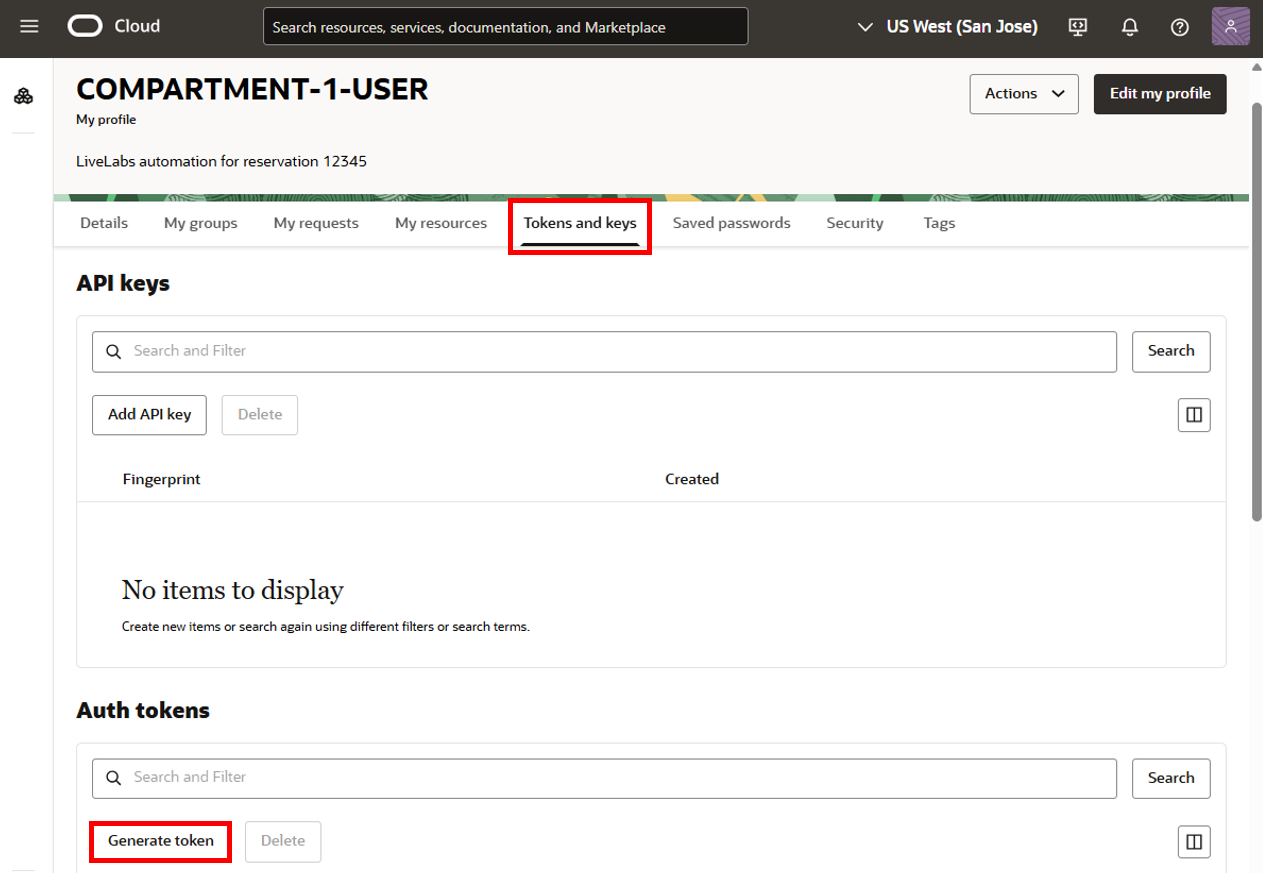 Cloud
Search resources, services, documentation, and Marketplace
US West (San Jose)
COMPARTMENT-1-USER
My profile
LiveLabs automation for reservation 12345
Actions
Edit my profile
Details My groups My requests My resources Tokens and keys Saved passwords Security Tags
API keys
Search and Filter
Search
Add API key
Delete
Fingerprint Created
No items to display
Create new items or search again using different filters or search terms.
Auth tokens
Search and Filter
Search
Generate token
Delete